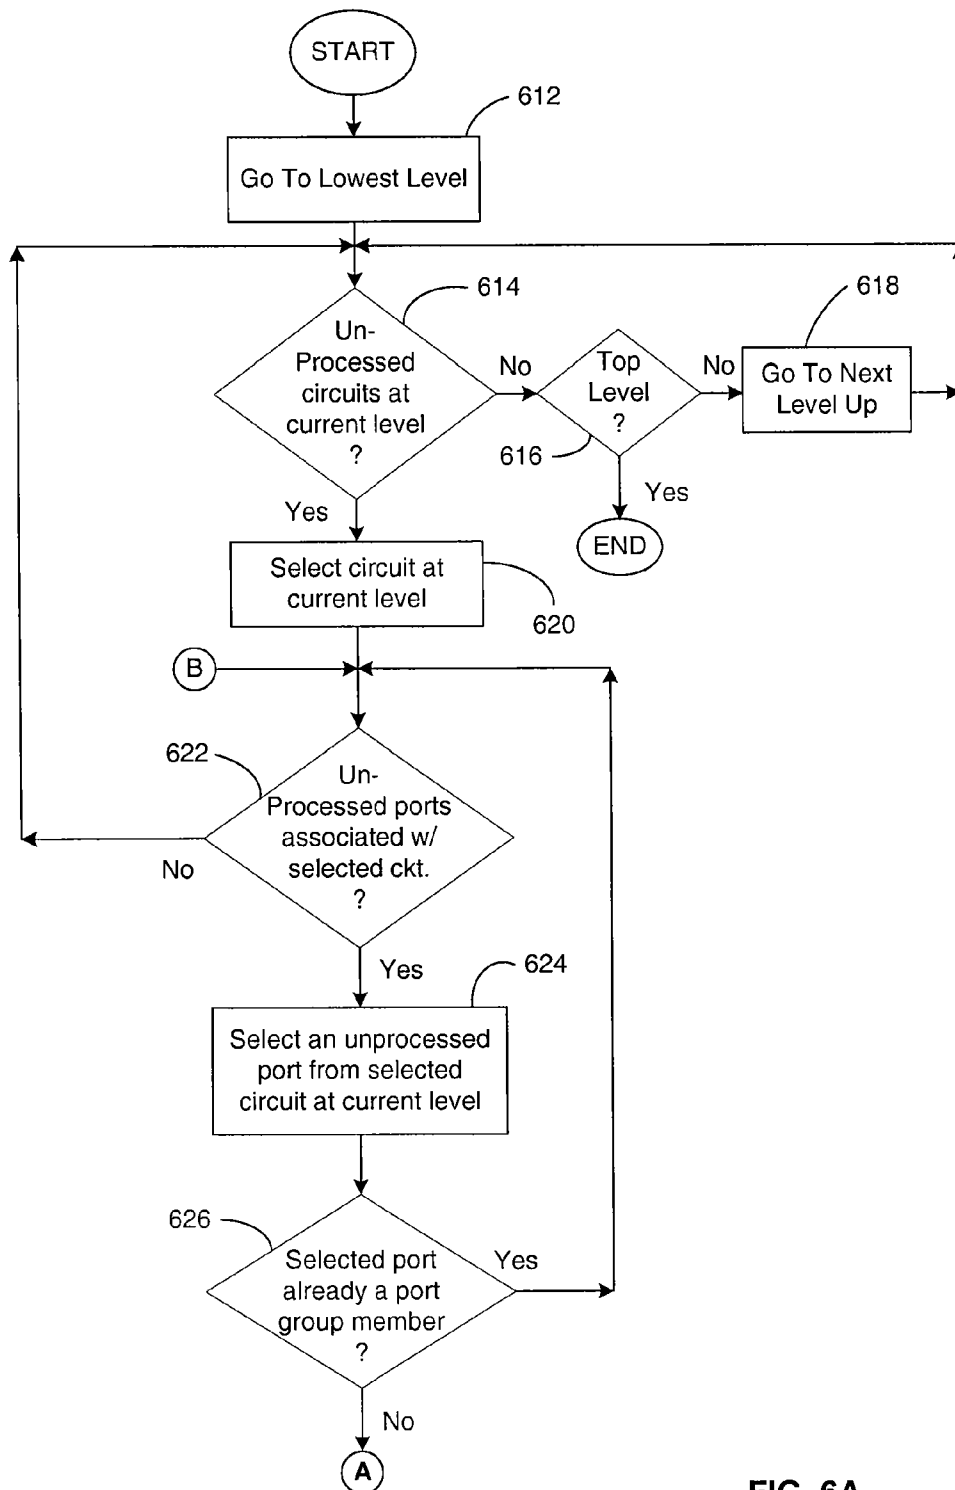 START
612
Go To Lowest Level
614
Un-
Processed
circuits at
current level
?
No
Top
Level
?
616
No
618
Go To Next
Level Up
Yes
END
Yes
Select circuit at
current level
620
B
622
Un-
Processed ports
associated w/
selected ckt.
?
No
Yes
624
Select an unprocessed
port from selected
circuit at current level
626
Selected port
already a port
group member
?
Yes
No
A
FIG. 6A